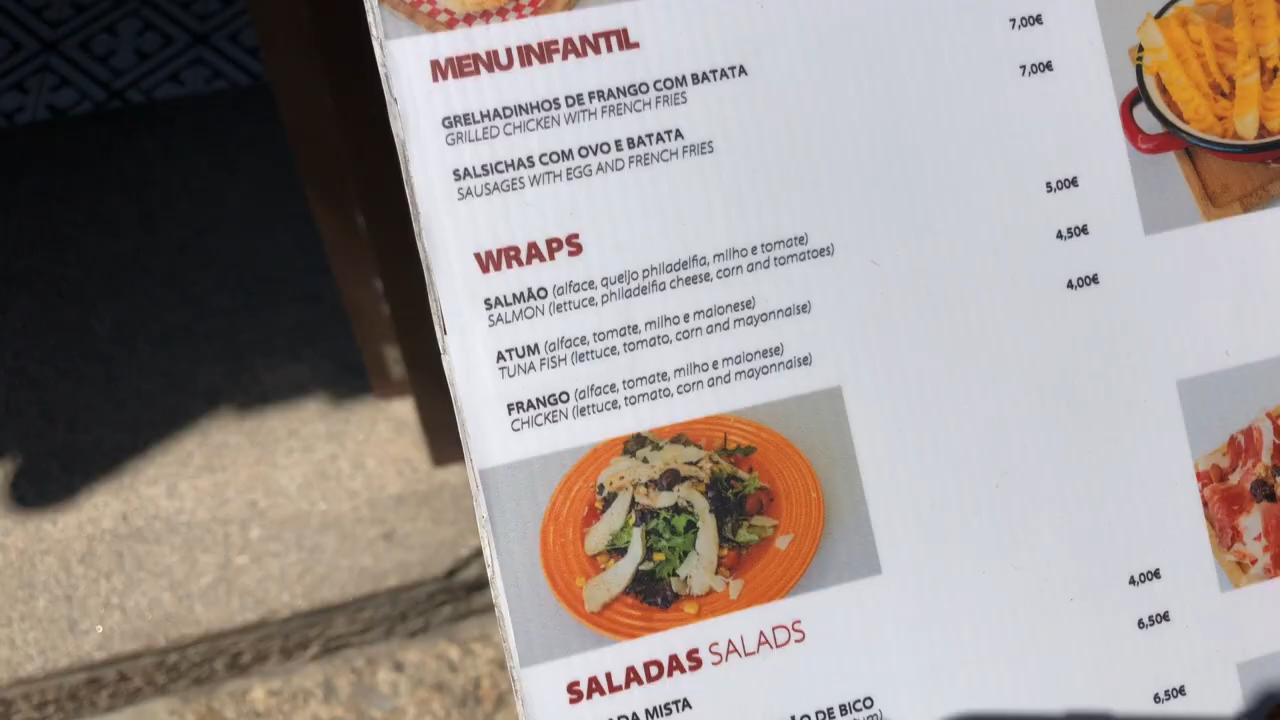 MENU INFANTIL
GRELHADINHOS DE FRANGO COM BATATA 7,00€
GRILLED CHICKEN WITH FRENCH FRIES
SALSICHAS COM OVO E BATATA 7,00€
SAUSAGES WITH EGG AND FRENCH FRIES
WRAPS
SALMÃO (alface, queijo philadelfia, milho e tomate) 5,00€
SALMON (lettuce, philadelfia cheese, corn and tomatoes)
ATUM (alface, tomate, milho e maionese) 4,50€
TUNA FISH (lettuce, tomato, corn and mayonnaise)
FRANGO (alface, tomate, milho e maionese) 4,00€
CHICKEN (lettuce, tomato, corn and mayonnaise)
SALADAS SALADS
MISTA 4,00€
DE BICO 6,50€
6,50€